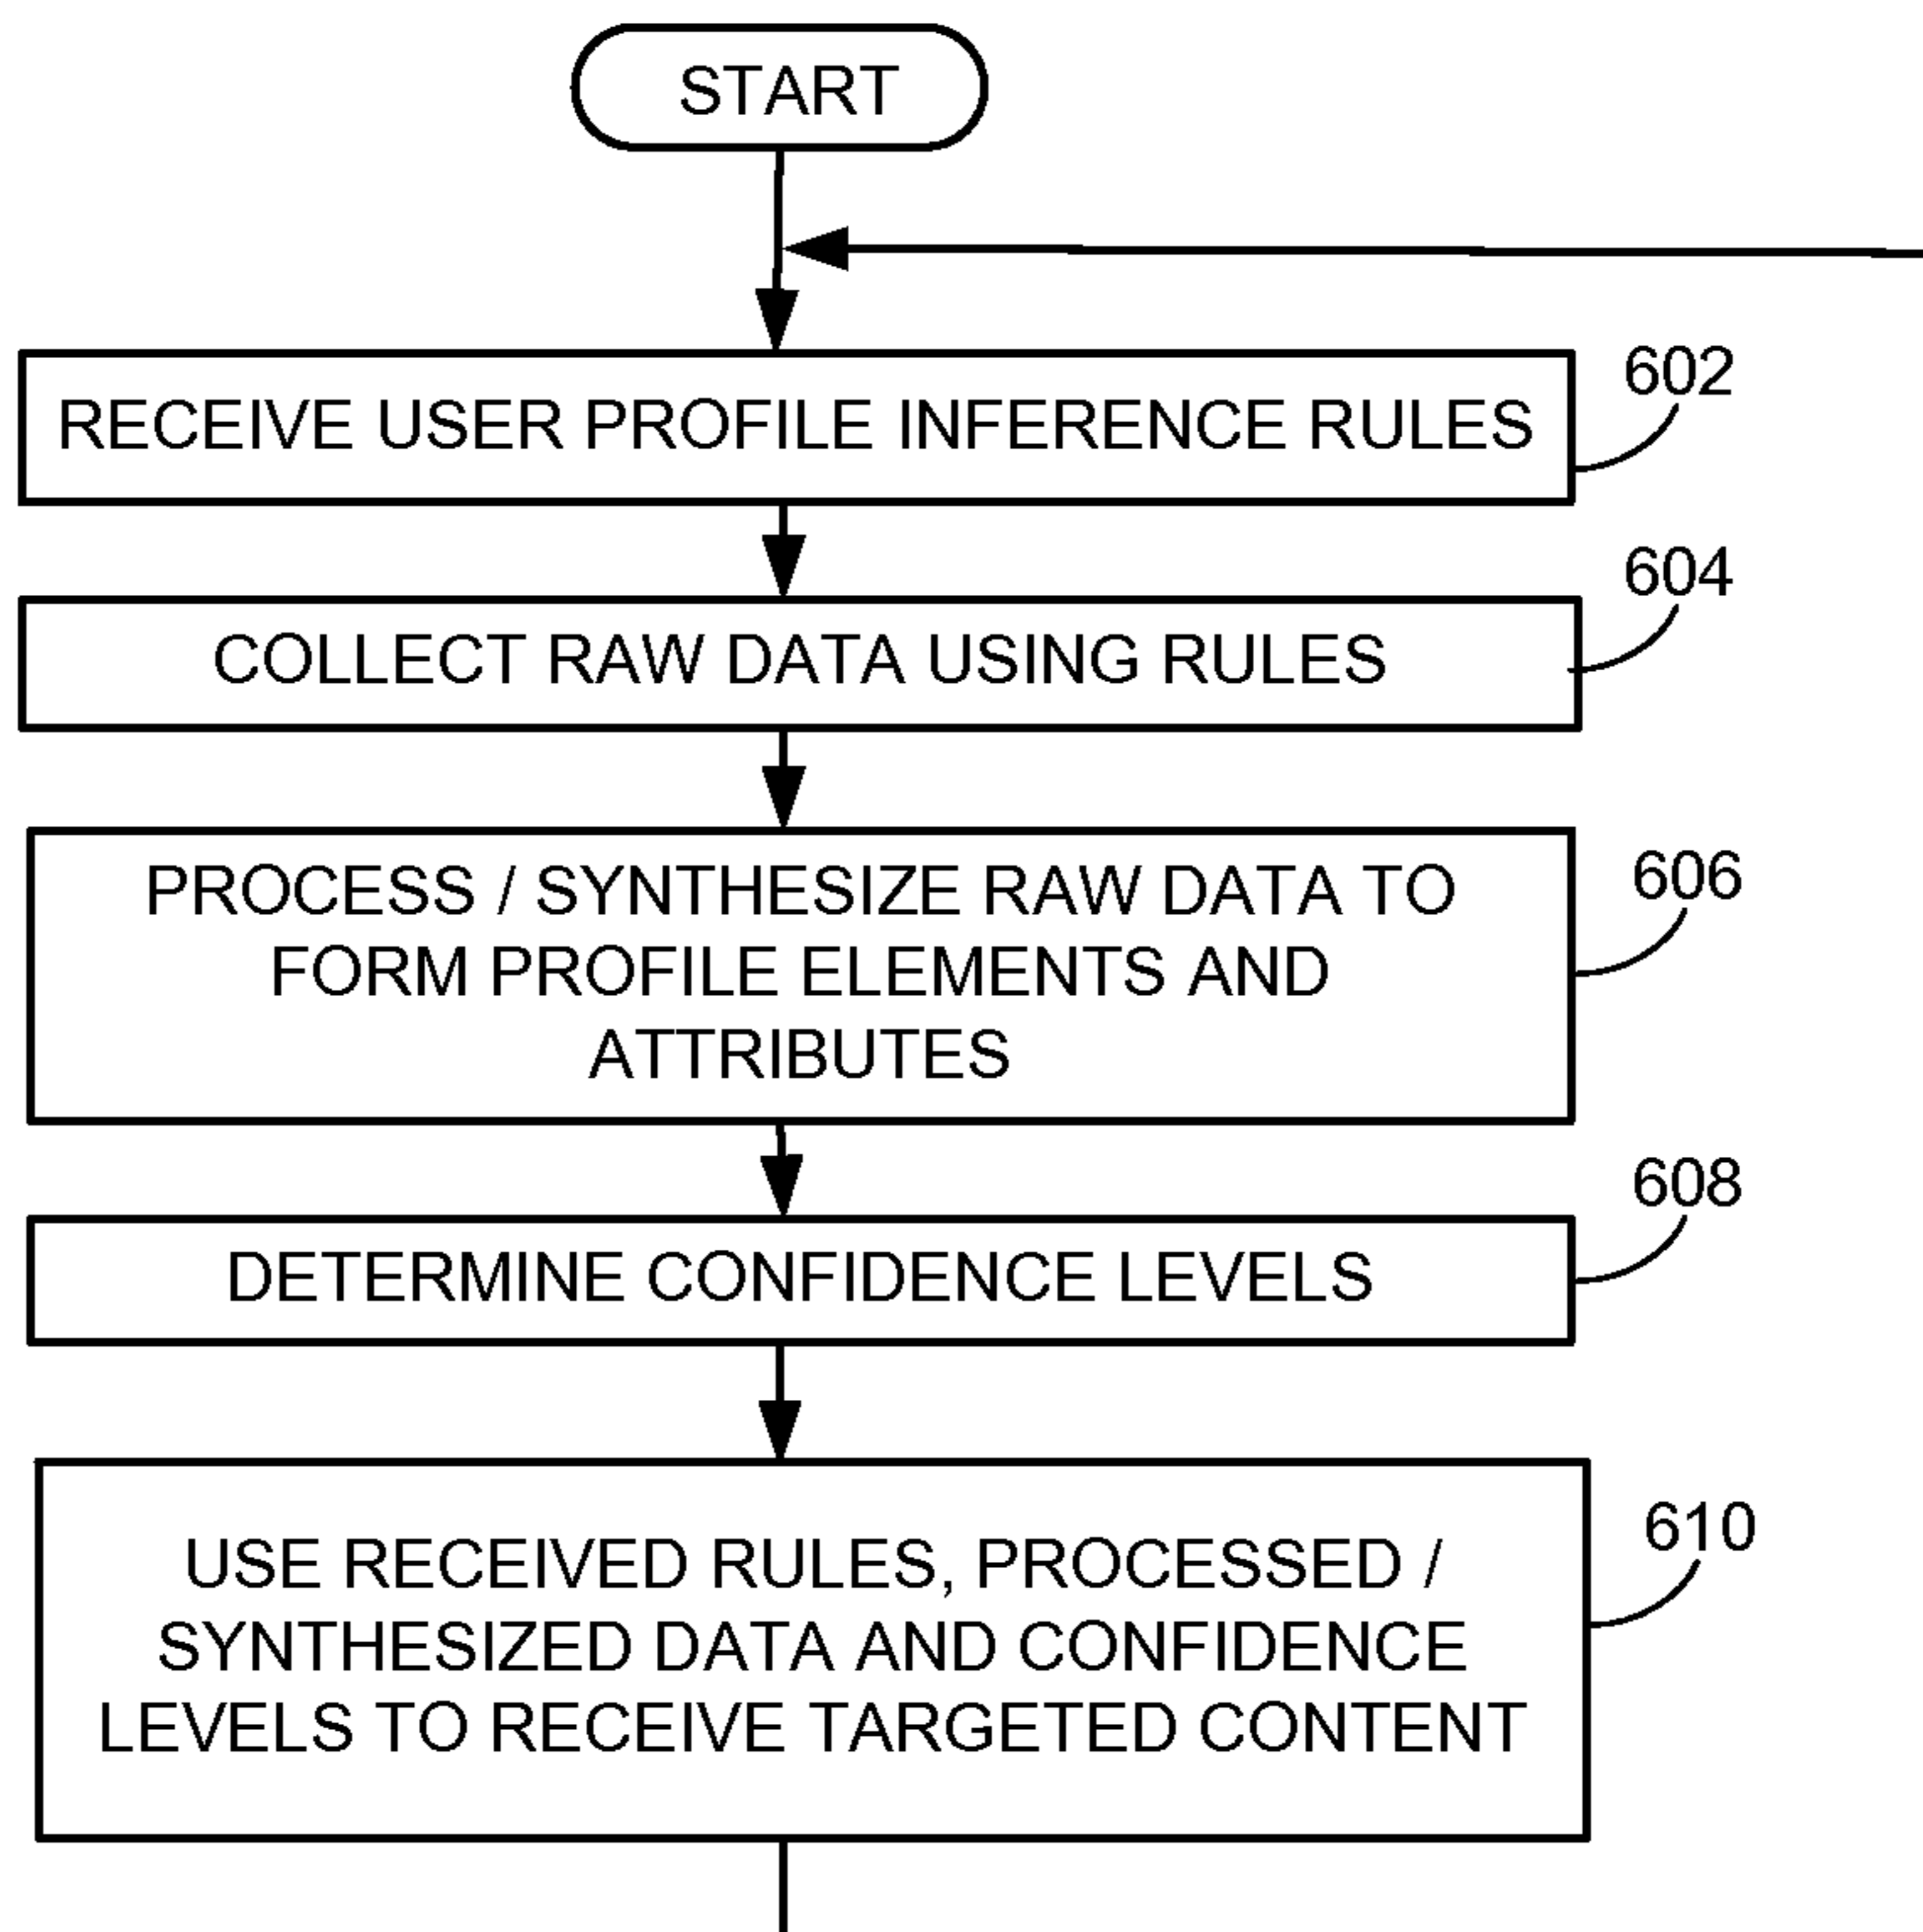 START
RECEIVE USER PROFILE INFERENCE RULES
602
COLLECT RAW DATA USING RULES
604
PROCESS / SYNTHESIZE RAW DATA TO
FORM PROFILE ELEMENTS AND
ATTRIBUTES
606
DETERMINE CONFIDENCE LEVELS
608
USE RECEIVED RULES, PROCESSED /
SYNTHESIZED DATA AND CONFIDENCE
LEVELS TO RECEIVE TARGETED CONTENT
610